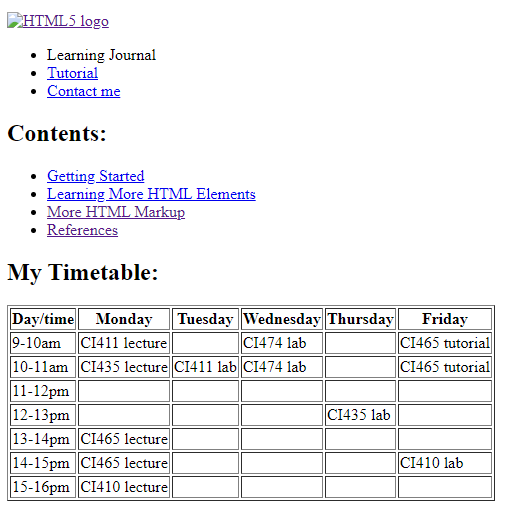 HTML5 logo
Learning Journal
Tutorial
Contact me
Contents:
Getting Started
Learning More HTML Elements
More HTML Markup
References
My Timetable:
Day/time Monday Tuesday Wednesday Thursday Friday
9-10am CI411 lecture CI474 lab CI465 tutorial
10-11am CI435 lecture CI411 lab CI474 lab CI465 tutorial
11-12pm
12-13pm CI435 lab
13-14pm CI465 lecture
14-15pm CI465 lecture CI410 lab
15-16pm CI410 lecture